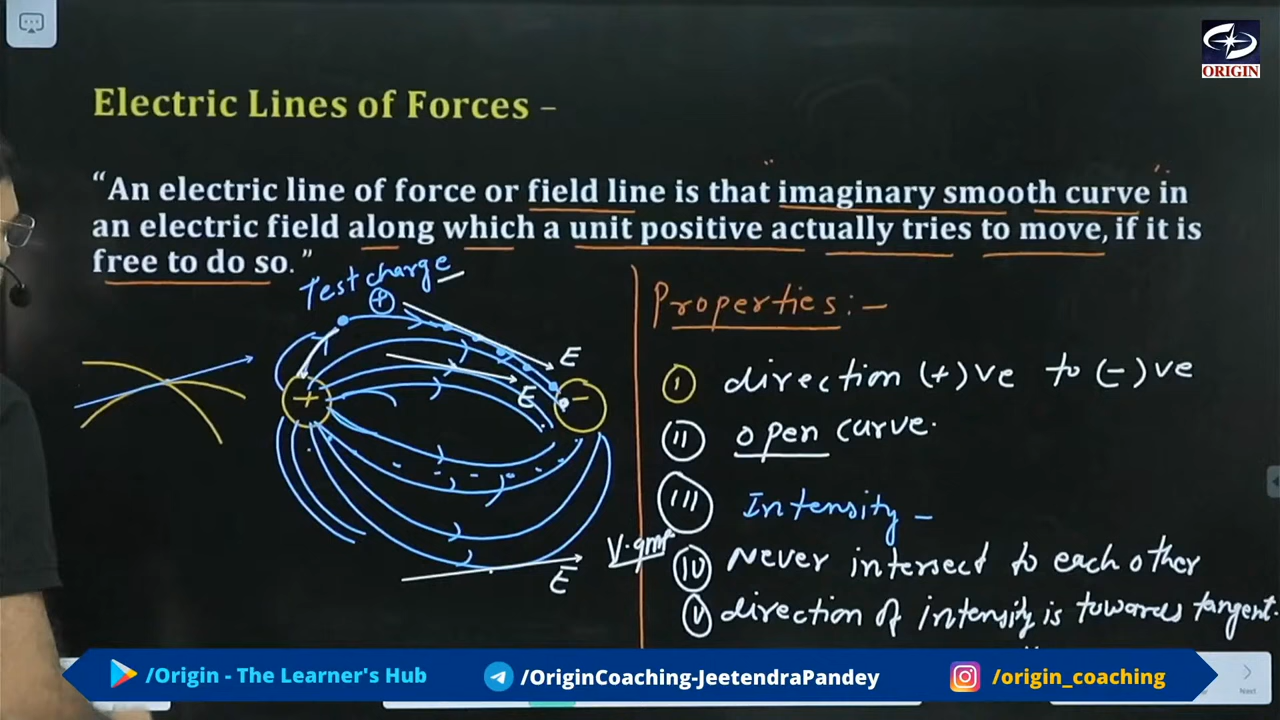 ORIGIN
Electric Lines of Forces –
“An electric line of force or field line is that imaginary smooth curve in
an electric field along which a unit positive actually tries to move, if it is
free to do so.”
Test charge
+
E
E
+
-
E
Properties :-
I direction (+)ve to (-)ve
II open curve.
III Intensity -
V.gmp
IV Never intersect to each other
V direction of intensity is towards tangent.
/Origin - The Learner's Hub
/OriginCoaching-JeetendraPandey
/origin_coaching
Next